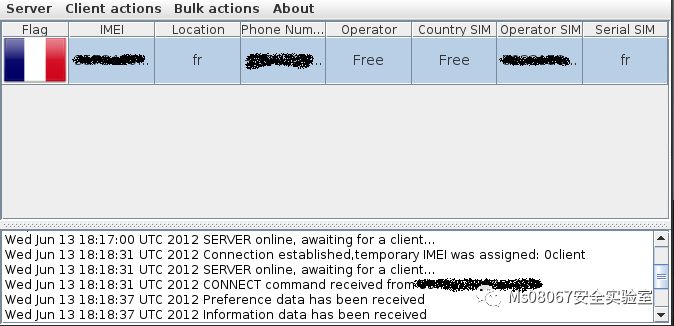 Server Client actions Bulk actions About
Flag IMEI Location Phone Num... Operator Country SIM Operator SIM Serial SIM
.. fr .. Free Free .. fr
Wed Jun 13 18:17:00 UTC 2012 SERVER online, awaiting for a client...
Wed Jun 13 18:18:31 UTC 2012 Connection established,temporary IMEI was assigned: 0client
Wed Jun 13 18:18:31 UTC 2012 SERVER online, awaiting for a client...
Wed Jun 13 18:18:31 UTC 2012 CONNECT command received from
Wed Jun 13 18:18:37 UTC 2012 Preference data has been received
Wed Jun 13 18:18:37 UTC 2012 Information data has been received
Ms08067安全实验室